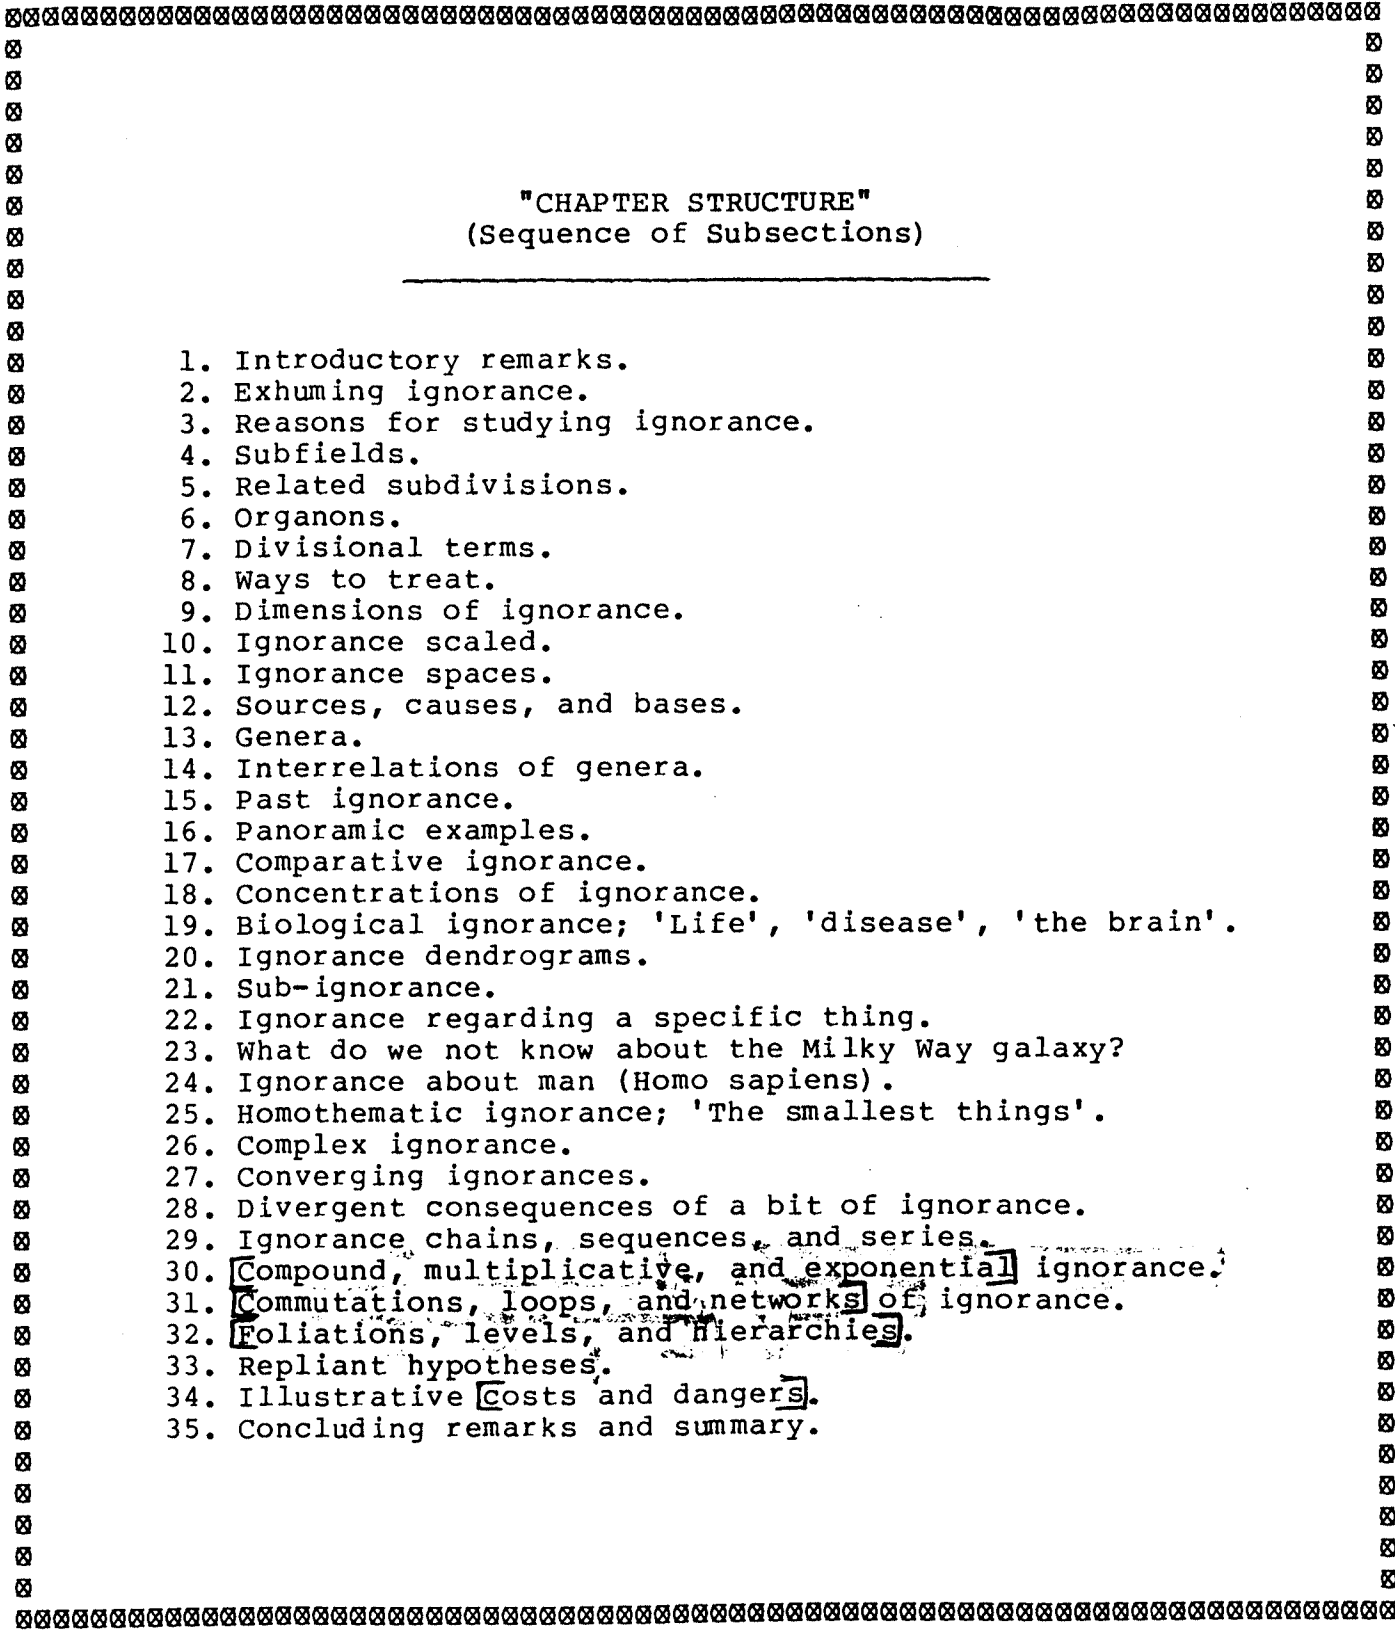 "CHAPTER STRUCTURE"
(Sequence of Subsections)
1. Introductory remarks.
2. Exhuming ignorance.
3. Reasons for studying ignorance.
4. Subfields.
5. Related subdivisions.
6. Organons.
7. Divisional terms.
8. Ways to treat.
9. Dimensions of ignorance.
10. Ignorance scaled.
11. Ignorance spaces.
12. Sources, causes, and bases.
13. Genera.
14. Interrelations of genera.
15. Past ignorance.
16. Panoramic examples.
17. Comparative ignorance.
18. Concentrations of ignorance.
19. Biological ignorance; 'Life', 'disease', 'the brain'.
20. Ignorance dendrograms.
21. Sub-ignorance.
22. Ignorance regarding a specific thing.
23. What do we not know about the Milky Way galaxy?
24. Ignorance about man (Homo sapiens).
25. Homothematic ignorance; 'The smallest things'.
26. Complex ignorance.
27. Converging ignorances.
28. Divergent consequences of a bit of ignorance.
29. Ignorance chains, sequences, and series.
30. [Compound, multiplicative, and exponential] ignorance.
31. [Commutations, loops, and networks] of ignorance.
32. [Foliations, levels, and hierarchies].
33. Repliant hypotheses.
34. Illustrative [costs and dangers].
35. Concluding remarks and summary.